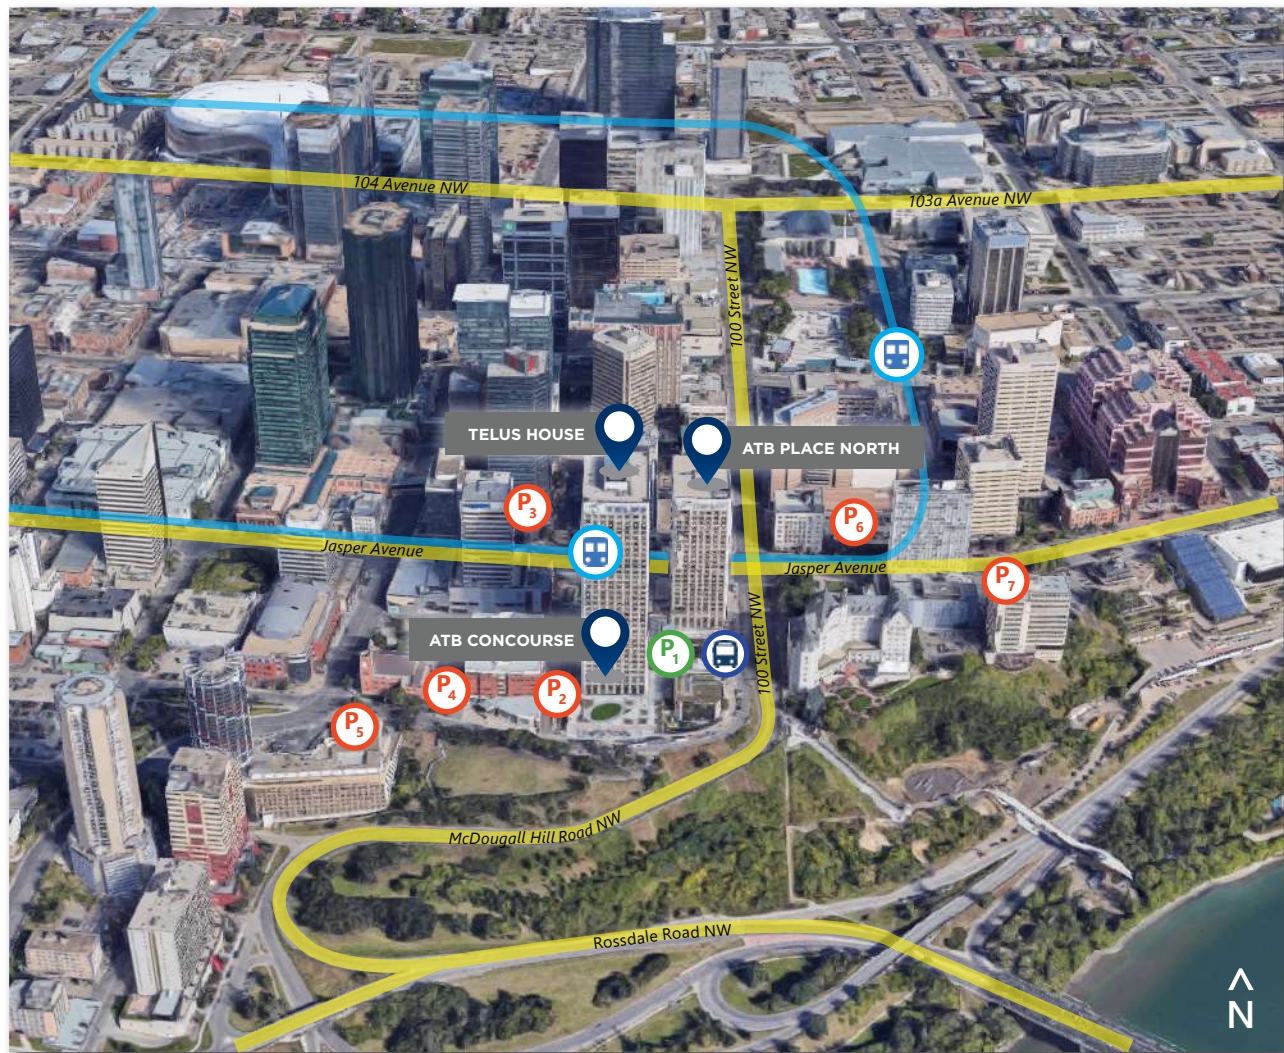 104 Avenue NW
103a Avenue NW
100 Street NW
TELUS HOUSE
ATB PLACE NORTH
P3
P6
Jasper Avenue
Jasper Avenue
P7
100 Street NW
ATB CONCOURSE
P1
P4
P2
P5
McDougall Hill Road NW
Rossdale Road NW
N